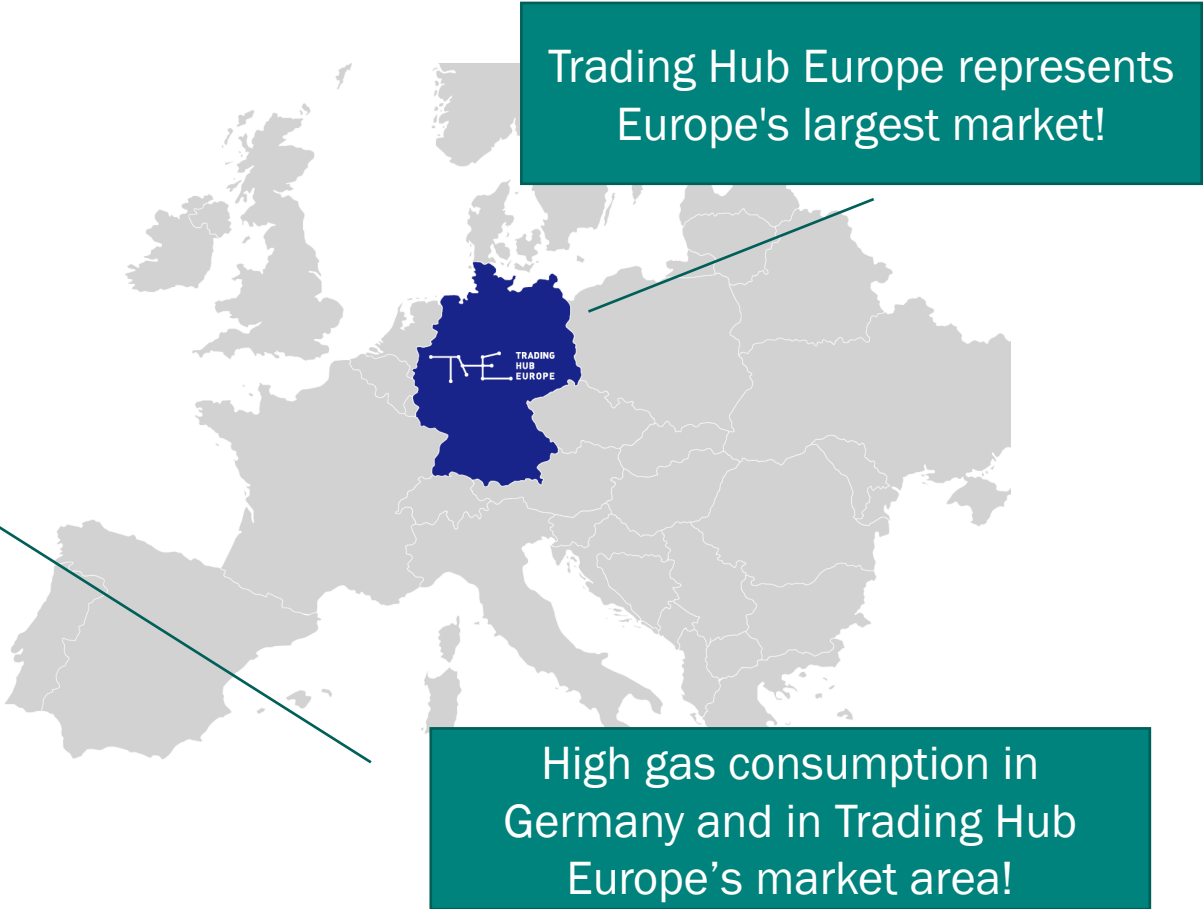 Trading Hub Europe represents
Europe's largest market!
THE
TRADING
HUB
EUROPE
High gas consumption in
Germany and in Trading Hub
Europe’s market area!